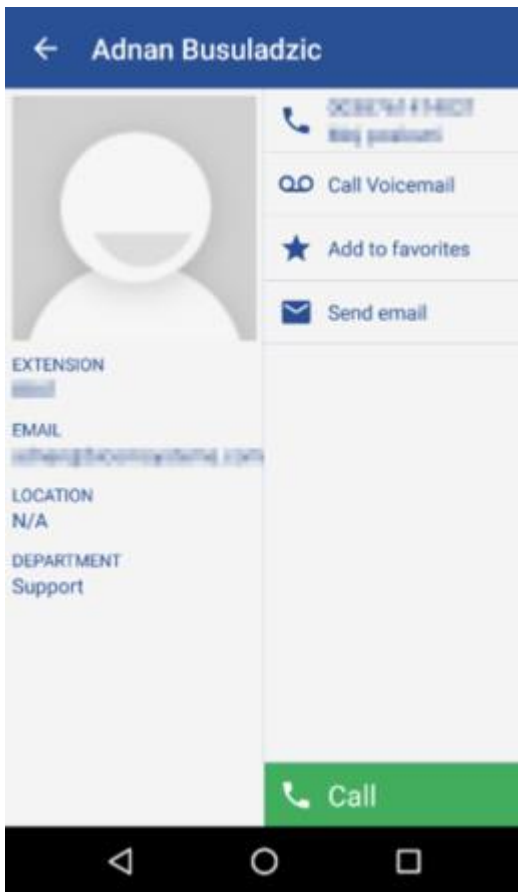 Adnan Busuladzic
Call Voicemail
Add to favorites
Send email
EXTENSION
EMAIL
LOCATION
N/A
DEPARTMENT
Support
Call